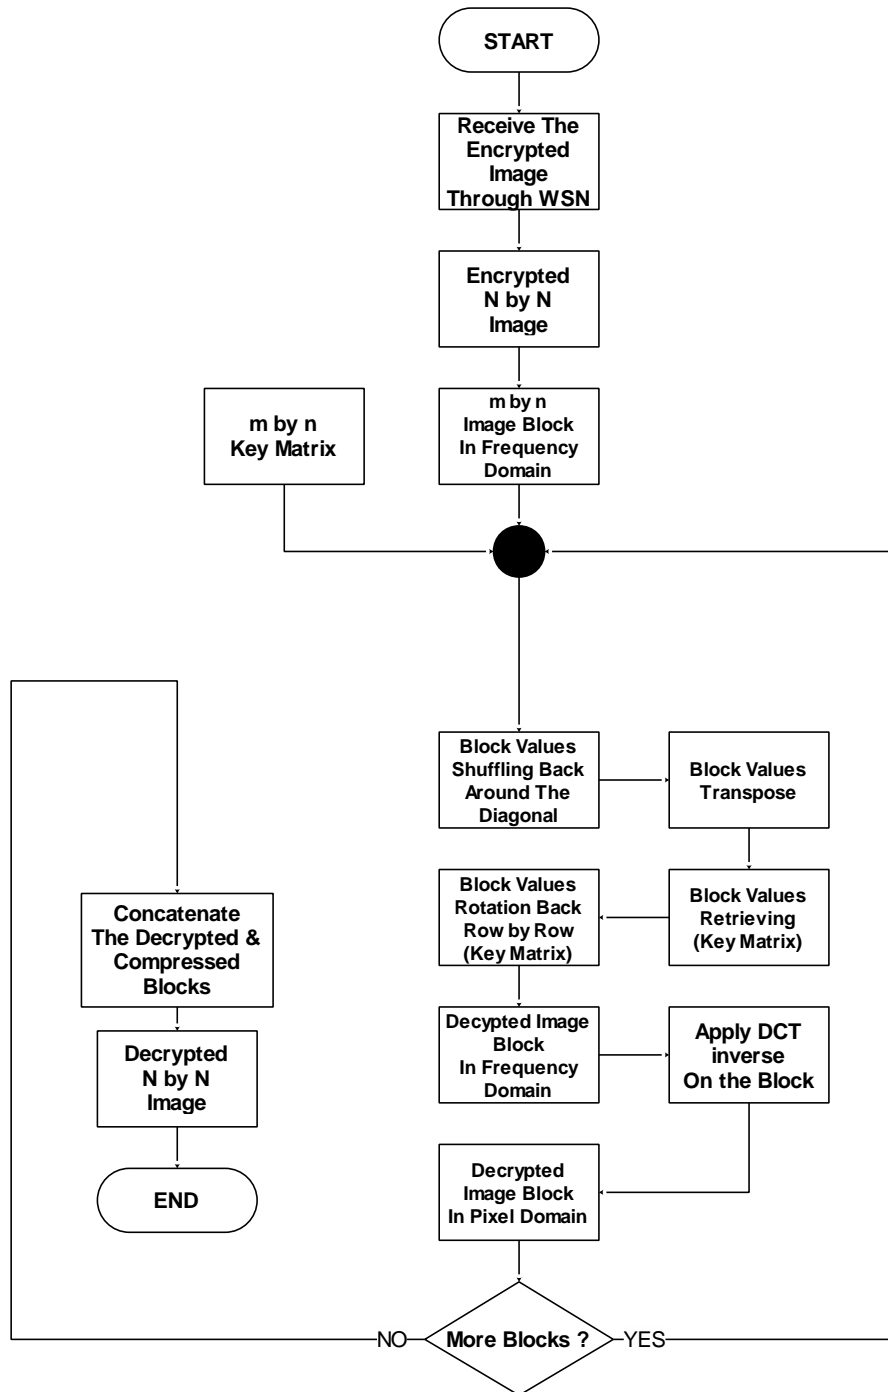 START
Receive The
Encrypted
Image
Through WSN
Encrypted
N by N
Image
m by n
Key Matrix
m by n
Image Block
In Frequency
Domain
Block Values
Shuffling Back
Around The
Diagonal
Block Values
Transpose
Block Values
Retrieving
(Key Matrix)
Block Values
Rotation Back
Row by Row
(Key Matrix)
Decypted Image
Block
In Frequency
Domain
Apply DCT
inverse
On the Block
Decrypted
Image Block
In Pixel Domain
More Blocks ?
YES
NO
Concatenate
The Decrypted &
Compressed
Blocks
Decrypted
N by N
Image
END